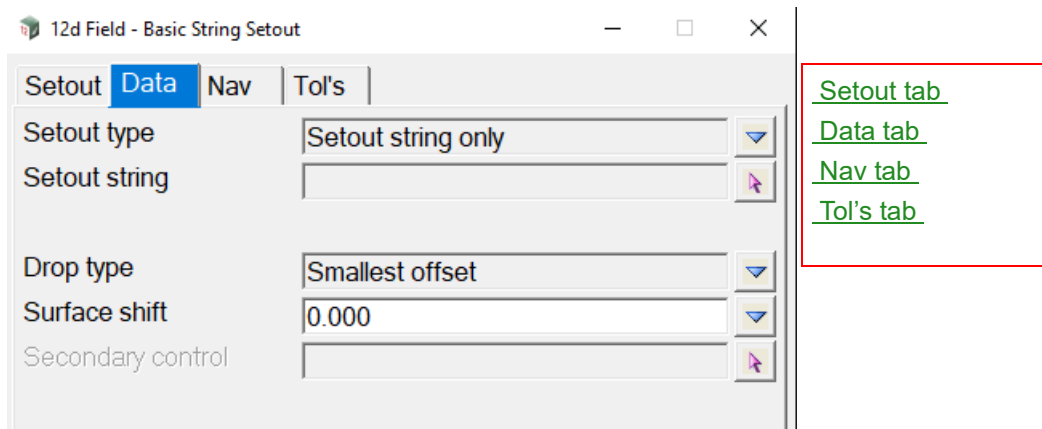 12d Field - Basic String Setout
Setout Data Nav Tol's
Setout type Setout string only
Setout string
Drop type Smallest offset
Surface shift 0.000
Secondary control
Setout tab
Data tab
Nav tab
Tol’s tab